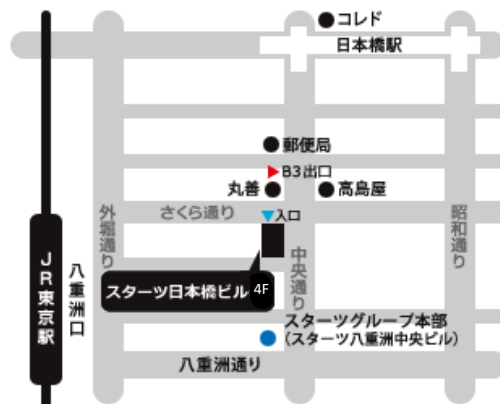 コレド
日本橋駅
郵便局
B3出口
丸善
高島屋
さくら通り
入口
外堀通り
中央通り
昭和通り
JR東京駅
八重洲口
スターツ日本橋ビル 4F
スターツグループ本部
(スターツ八重洲中央ビル)
八重洲通り